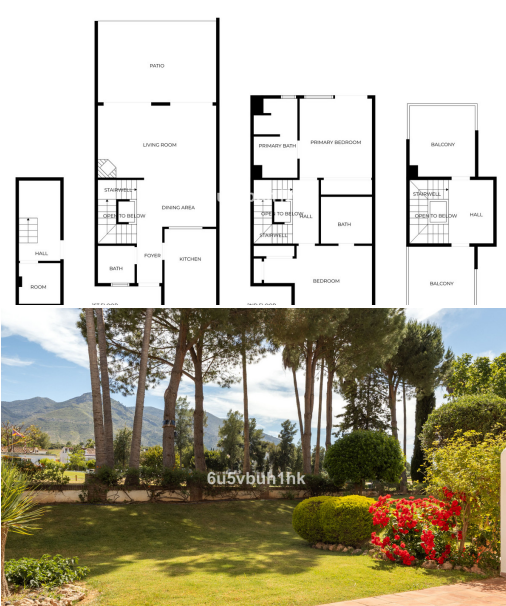 PATIO
LIVING ROOM
STAIRWELL
DINING AREA
OPEN TO BELOW
FOYER
BATH
KITCHEN
HALL
ROOM
PRIMARY BATH
PRIMARY BEDROOM
OPEN TO BELOW
HALL
BATH
STAIRWELL
BEDROOM
BALCONY
STAIRWELL
OPEN TO BELOW
HALL
BALCONY
6u5vbun1hk